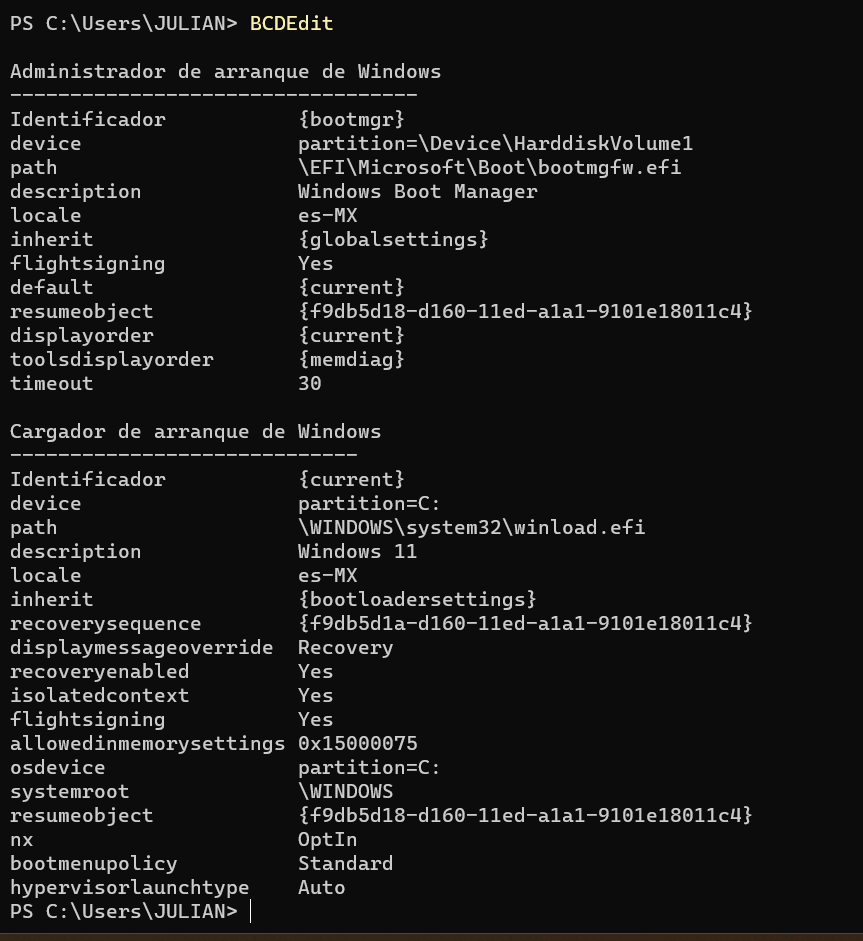 PS C:\Users\JULIAN> BCDEdit
Administrador de arranque de Windows
----------------------------------
Identificador {bootmgr}
device partition=\Device\HarddiskVolume1
path \EFI\Microsoft\Boot\bootmgfw.efi
description Windows Boot Manager
locale es-MX
inherit {globalsettings}
flightsigning Yes
default {current}
resumeobject {f9db5d18-d160-11ed-a1a1-9101e18011c4}
displayorder {current}
toolsdisplayorder {memdiag}
timeout 30
Cargador de arranque de Windows
-----------------------------
Identificador {current}
device partition=C:
path \WINDOWS\system32\winload.efi
description Windows 11
locale es-MX
inherit {bootloadersettings}
recoverysequence {f9db5d1a-d160-11ed-a1a1-9101e18011c4}
displaymessageoverride Recovery
recoveryenabled Yes
isolatedcontext Yes
flightsigning Yes
allowedinmemorysettings 0x15000075
osdevice partition=C:
systemroot \WINDOWS
resumeobject {f9db5d18-d160-11ed-a1a1-9101e18011c4}
nx OptIn
bootmenupolicy Standard
hypervisorlaunchtype Auto
PS C:\Users\JULIAN>